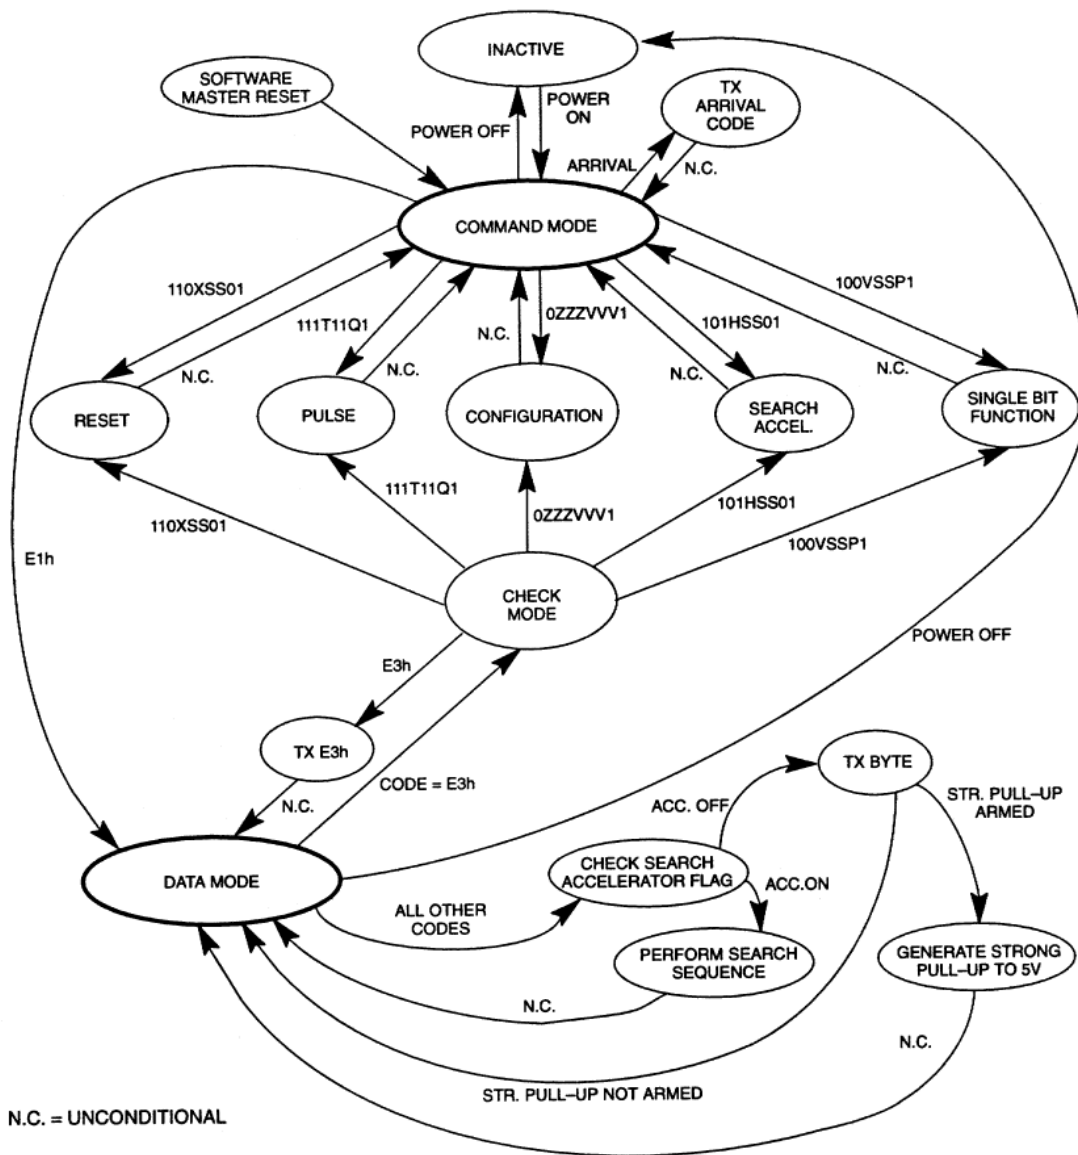 INACTIVE
SOFTWARE
MASTER RESET
TX
ARRIVAL
CODE
POWER
ON
POWER OFF
ARRIVAL
N.C.
COMMAND MODE
110XSS01
111T11Q1
0ZZZVVV1
101HSS01
100VSSP1
N.C.
N.C.
N.C.
N.C.
N.C.
RESET
PULSE
CONFIGURATION
SEARCH
ACCEL.
SINGLE BIT
FUNCTION
110XSS01
111T11Q1
0ZZZVVV1
101HSS01
100VSSP1
E1h
CHECK
MODE
POWER OFF
E3h
TX E3h
CODE = E3h
N.C.
TX BYTE
ACC. OFF
STR. PULL–UP
ARMED
DATA MODE
CHECK SEARCH
ACCELERATOR FLAG
ACC.ON
ALL OTHER
CODES
PERFORM SEARCH
SEQUENCE
GENERATE STRONG
PULL–UP TO 5V
N.C.
N.C.
STR. PULL–UP NOT ARMED
N.C. = UNCONDITIONAL